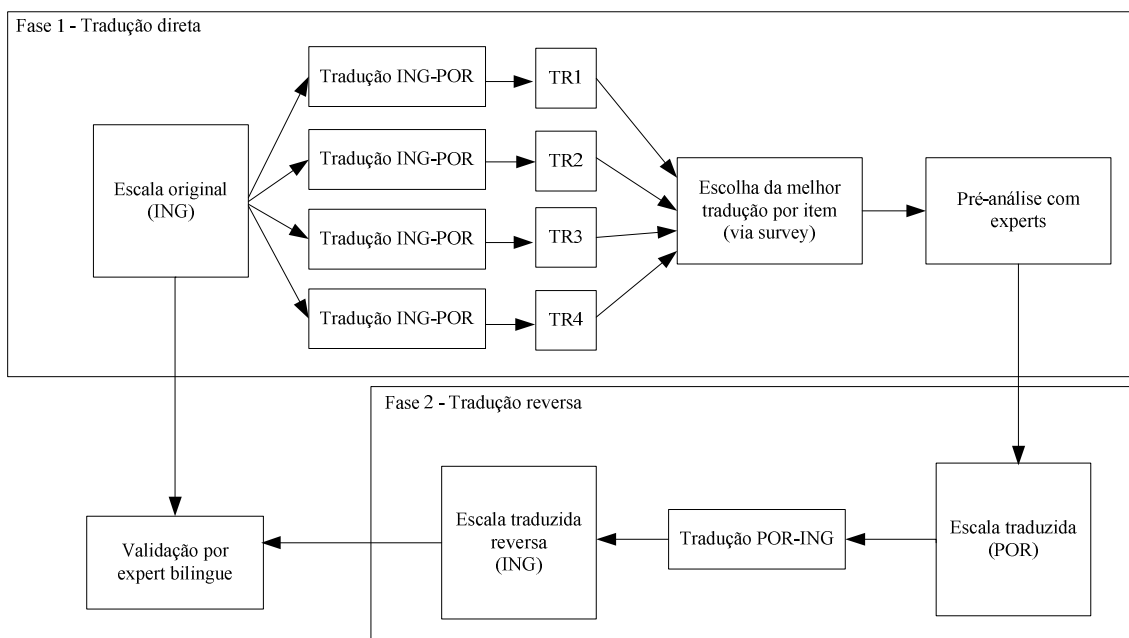 Fase 1 - Tradução direta
Tradução ING-POR
TR1
Tradução ING-POR
TR2
Escala original
(ING)
Escolha da melhor
tradução por item
(via survey)
Pré-análise com
experts
Tradução ING-POR
TR3
Tradução ING-POR
TR4
Fase 2 - Tradução reversa
Validação por
expert bilingue
Escala traduzida
reversa
(ING)
Tradução POR-ING
Escala traduzida
(POR)